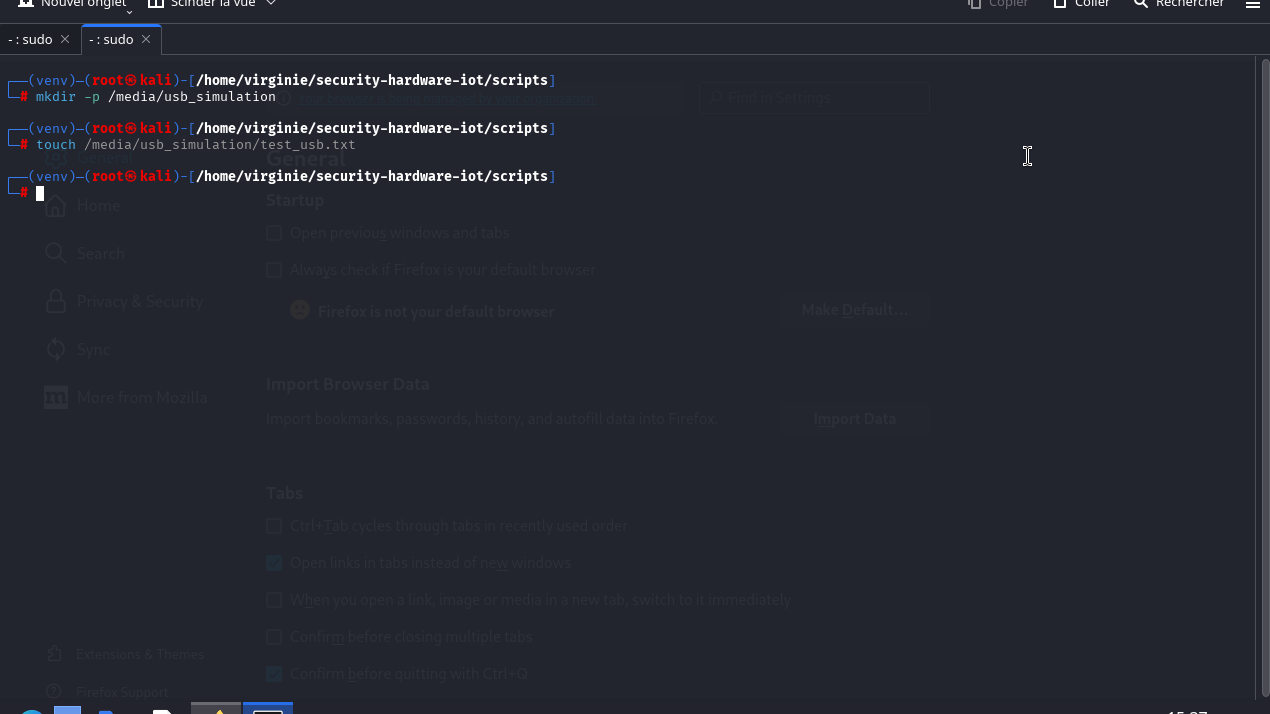 Nouvel onglet
Scinder la vue
Copier
Coller
Rechercher
- : sudo
- : sudo
┌──(venv)─(root㉿kali)-[/home/virginie/security-hardware-iot/scripts]
└─# mkdir -p /media/usb_simulation
Your browser is being managed by your organisation.
Find in Settings
┌──(venv)─(root㉿kali)-[/home/virginie/security-hardware-iot/scripts]
└─# touch /media/usb_simulation/test_usb.txt
General
General
┌──(venv)─(root㉿kali)-[/home/virginie/security-hardware-iot/scripts]
└─#
Home
Startup
Open previous windows and tabs
Search
Always check if Firefox is your default browser
Privacy & Security
Firefox is not your default browser
Make Default…
Sync
Import Browser Data
More from Mozilla
Import bookmarks, passwords, history, and autofill data into Firefox.
Import Data
Tabs
Ctrl+Tab cycles through tabs in recently used order
Open links in tabs instead of new windows
When you open a link, image or media in a new tab, switch to it immediately
Confirm before closing multiple tabs
Extensions & Themes
Confirm before quitting with Ctrl+Q
Firefox Support